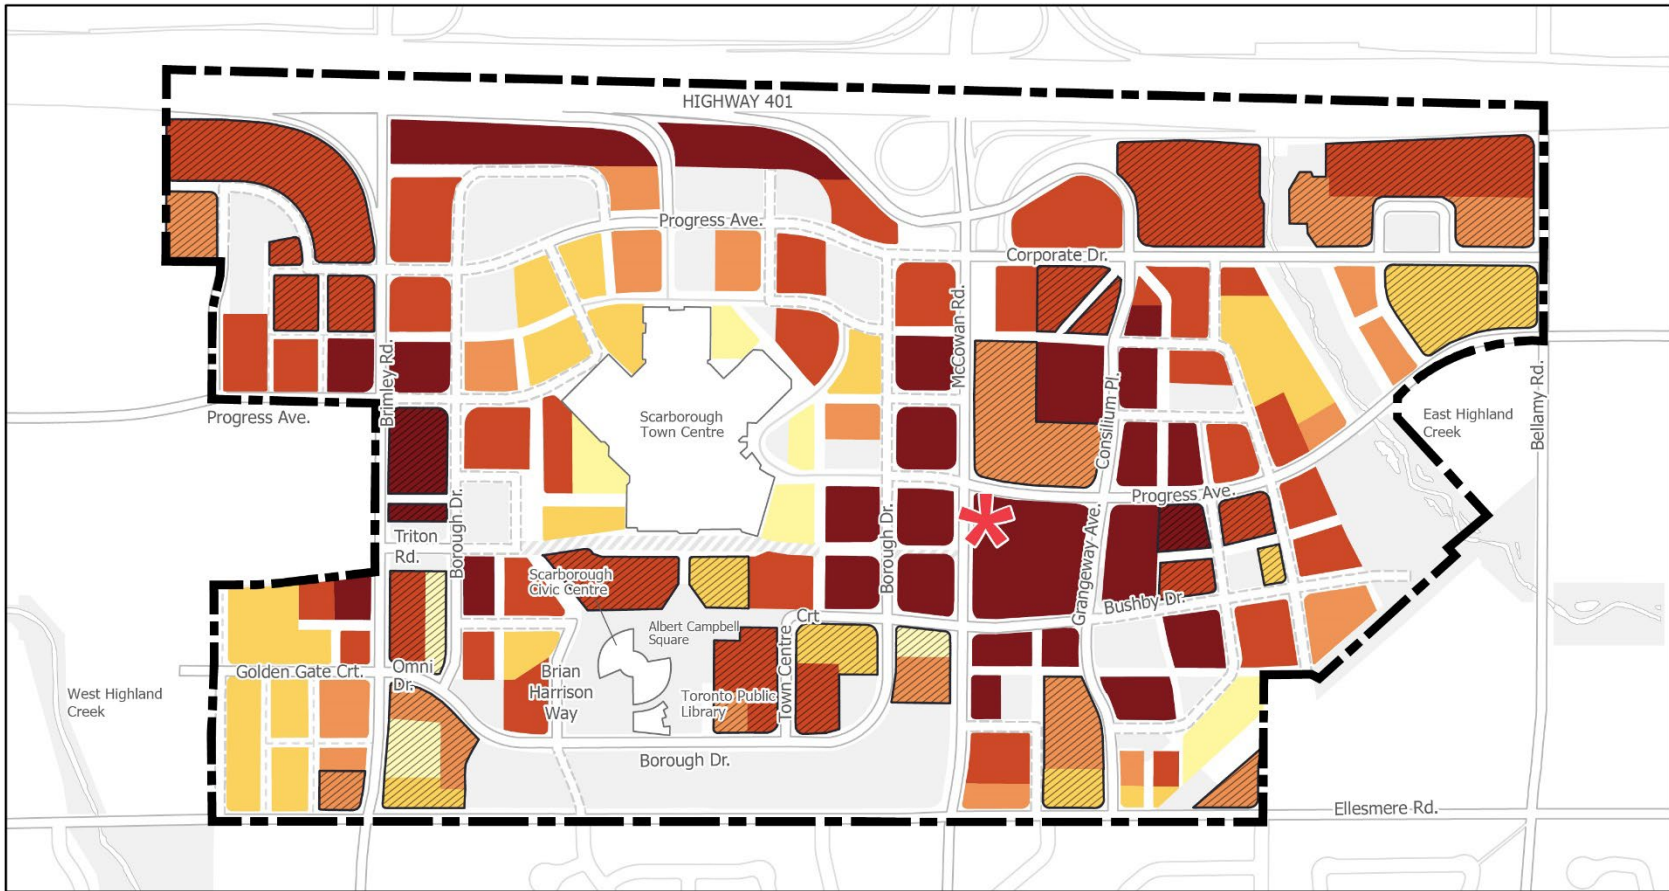 HIGHWAY 401
Progress Ave.
Corporate Dr.
McCowan Rd.
Brimley Rd.
Consilium Pl.
Bellamy Rd.
Progress Ave.
Scarborough
Town Centre
East Highland
Creek
Progress Ave.
Borough Dr.
Borough Dr.
Grangeway Ave.
Triton
Rd.
Scarborough
Civic Centre
Bushby Dr.
Albert Campbell
Square
Town Centre
Crt
Golden Gate Crt.
Omni
Dr.
Brian
Harrison
Way
West Highland
Creek
Toronto Public
Library
Borough Dr.
Ellesmere Rd.